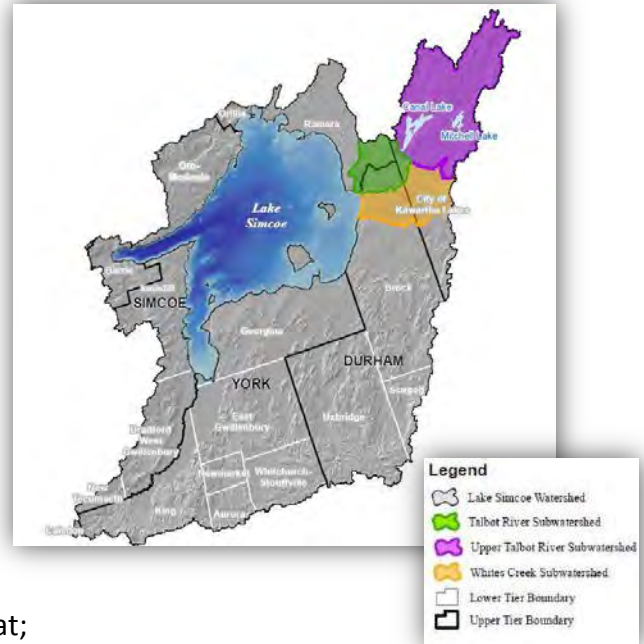 Orillia
Ramara
Canal Lake
Mitchell Lake
Oro-
Medonte
City of
Kawartha Lakes
Lake
Simcoe
Barrie
Innisfil
SIMCOE
Brock
Georgina
DURHAM
YORK
Scugog
East
Gwillimbury
Uxbridge
Bradford
West
Gwillimbury
Newmarket
Whitchurch-
Stouffville
New
Tecumseth
King
Aurora
Caledon
Legend
Lake Simcoe Watershed
Talbot River Subwatershed
Upper Talbot River Subwatershed
Whites Creek Subwatershed
Lower Tier Boundary
Upper Tier Boundary
at;